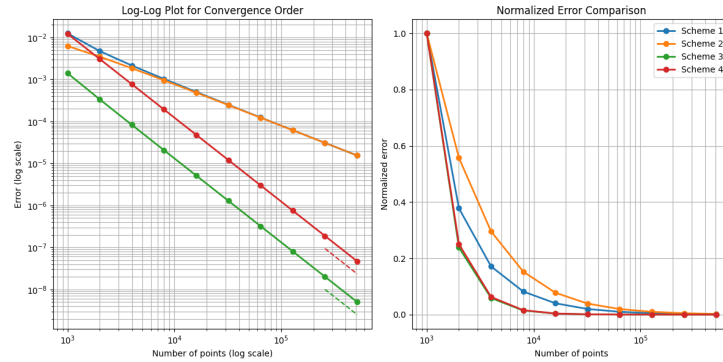 Log-Log Plot for Convergence Order
Error (log scale)
10⁻²
10⁻³
10⁻⁴
10⁻⁵
10⁻⁶
10⁻⁷
10⁻⁸
10³
10⁴
10⁵
Number of points (log scale)
Normalized Error Comparison
Normalized error
1.0
0.8
0.6
0.4
0.2
0.0
10³
10⁴
10⁵
Number of points
Scheme 1
Scheme 2
Scheme 3
Scheme 4